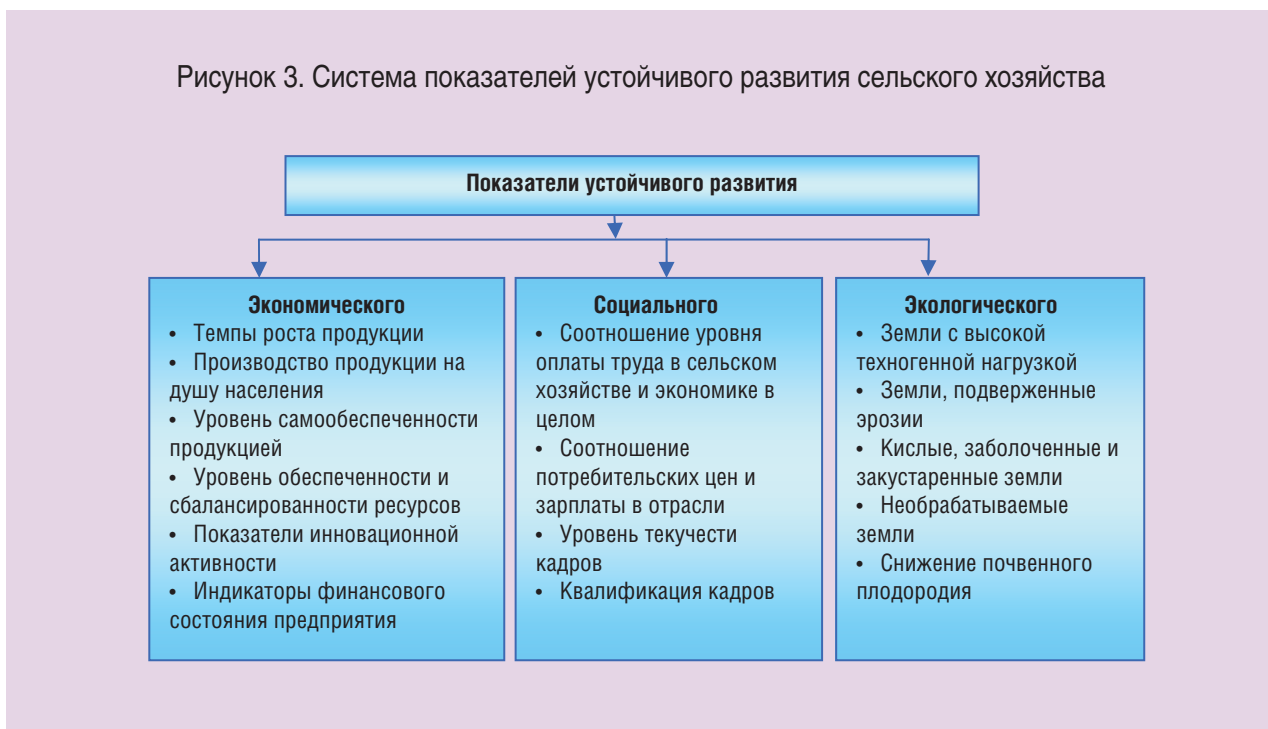 Рисунок 3. Система показателей устойчивого развития сельского хозяйства
Показатели устойчивого развития
Экономического
• Темпы роста продукции
• Производство продукции на
душу населения
• Уровень самообеспеченности
продукцией
• Уровень обеспеченности и
сбалансированности ресурсов
• Показатели инновационной
активности
• Индикаторы финансового
состояния предприятия
Социального
• Соотношение уровня
оплаты труда в сельском
хозяйстве и экономике в
целом
• Соотношение
потребительских цен и
зарплаты в отрасли
• Уровень текучести
кадров
• Квалификация кадров
Экологического
• Земли с высокой
техногенной нагрузкой
• Земли, подверженные
эрозии
• Кислые, заболоченные и
закустаренные земли
• Необрабатываемые
земли
• Снижение почвенного
плодородия